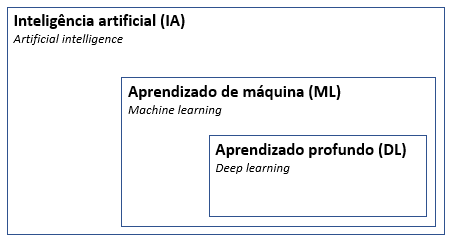 Inteligência artificial (IA)
Artificial intelligence
Aprendizado de máquina (ML)
Machine learning
Aprendizado profundo (DL)
Deep learning